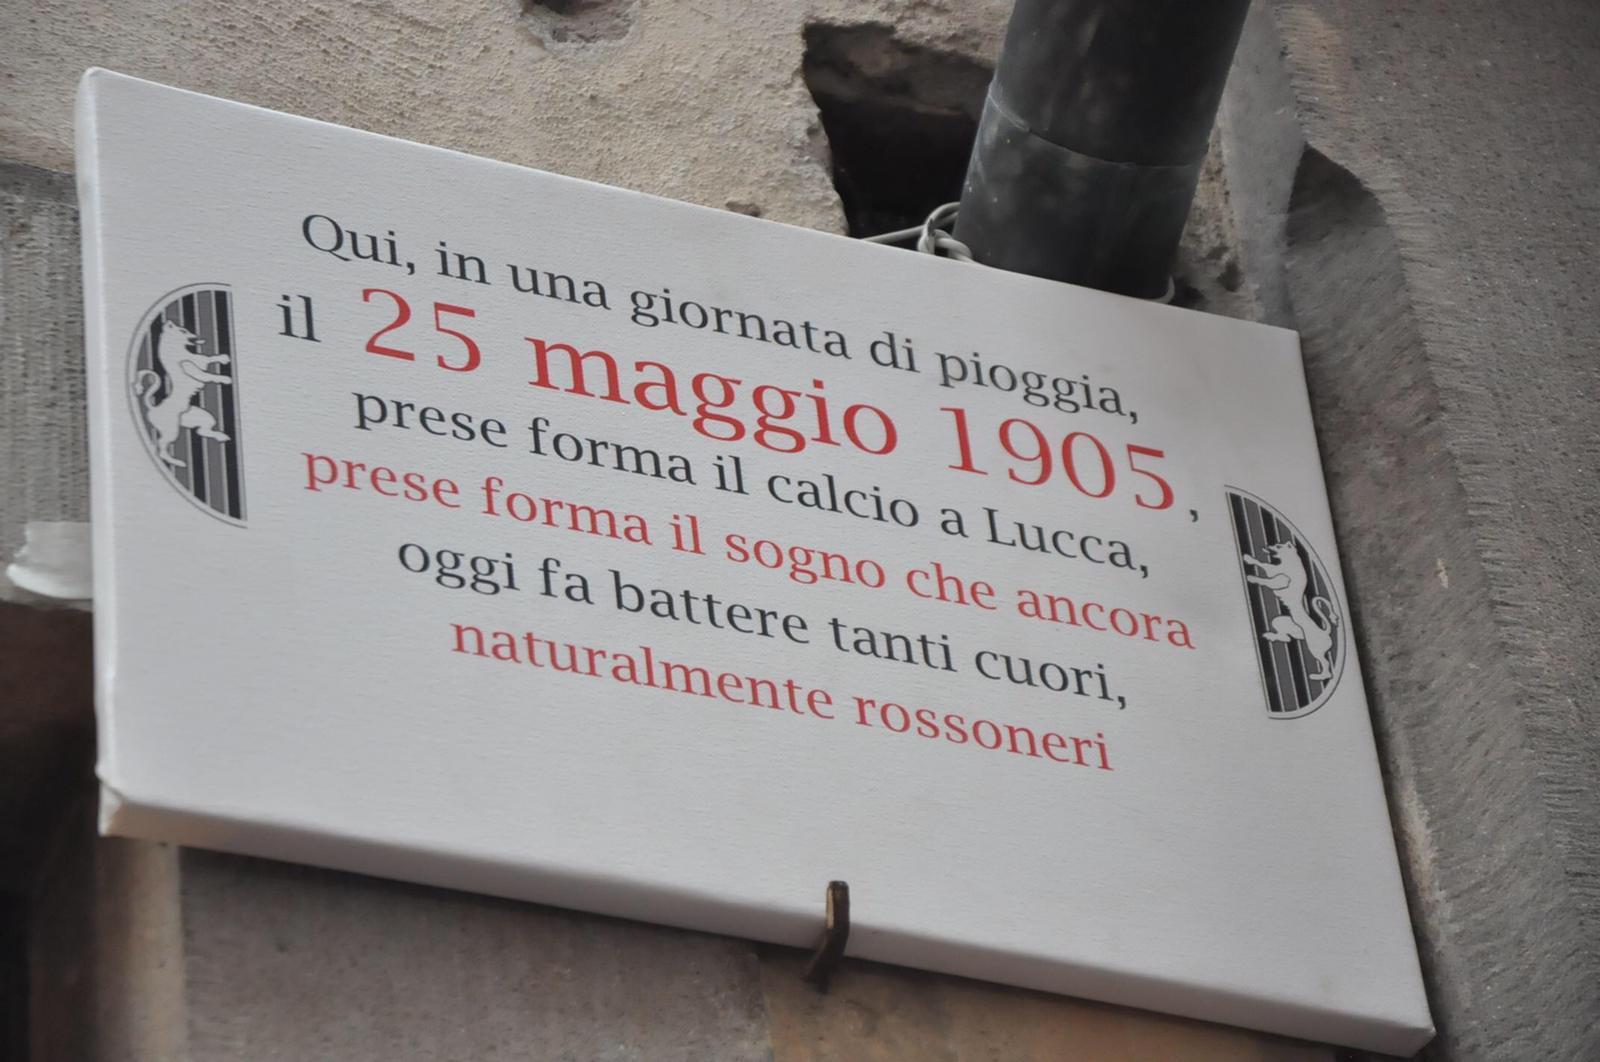 Qui, in una giornata di pioggia,
il 25 maggio 1905,
prese forma il calcio a Lucca,
prese forma il sogno che ancora
oggi fa battere tanti cuori,
naturalmente rossoneri